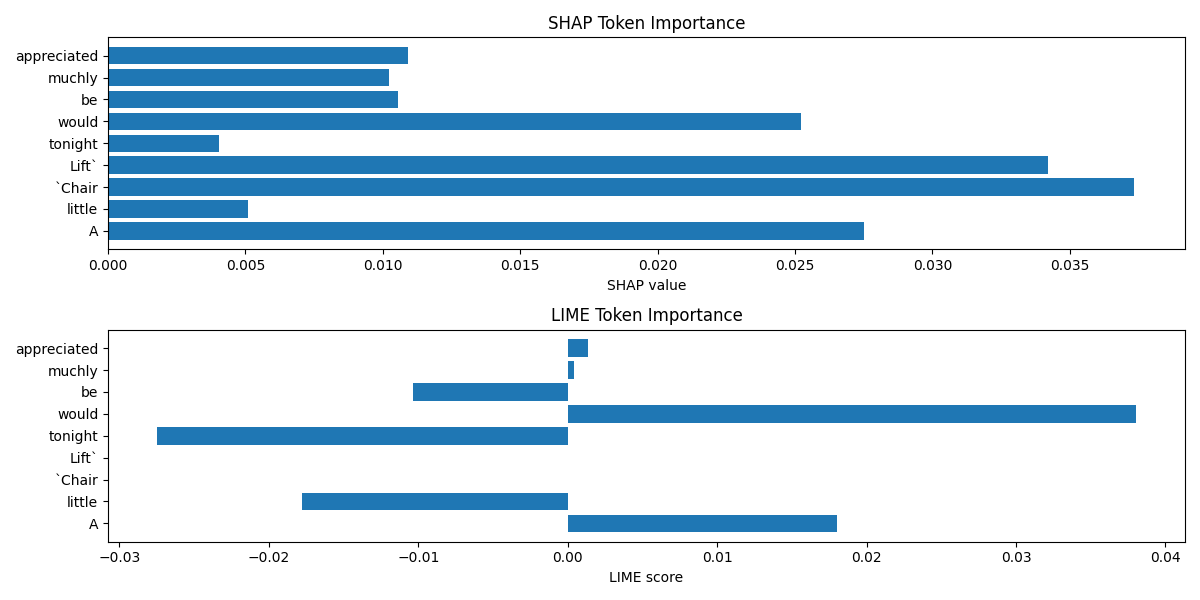 SHAP Token Importance
appreciated
muchly
be
would
tonight
Lift`
`Chair
little
A
0.000 0.005 0.010 0.015 0.020 0.025 0.030 0.035
SHAP value
LIME Token Importance
appreciated
muchly
be
would
tonight
Lift`
`Chair
little
A
−0.03 −0.02 −0.01 0.00 0.01 0.02 0.03 0.04
LIME score